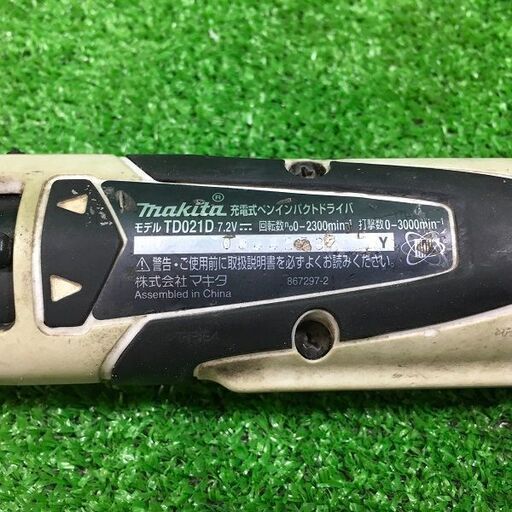 makita® 充電式ペンインパクトドライバ
モデル TD021D 7.2V 回転数n₀0-2300min⁻¹ 打撃数0-3000min⁻¹
Y
警告・ご使用前に取扱説明書を必ずよくお読みください。
株式会社 マキタ
Assembled in China
867297-2